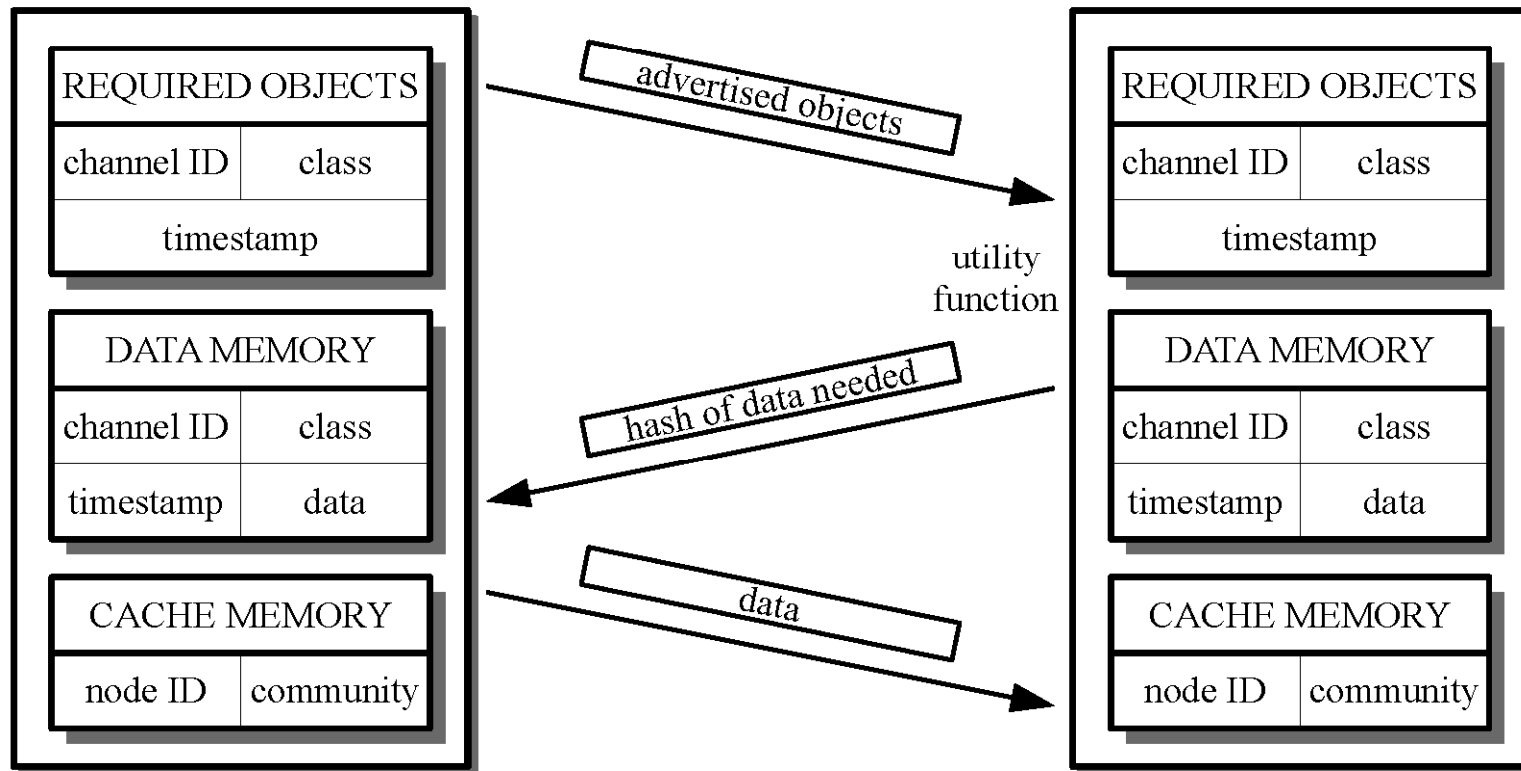 REQUIRED OBJECTS
channel ID
class
timestamp
DATA MEMORY
channel ID
class
timestamp
data
CACHE MEMORY
node ID
community
advertised objects
utility
function
hash of data needed
data
REQUIRED OBJECTS
channel ID
class
timestamp
DATA MEMORY
channel ID
class
timestamp
data
CACHE MEMORY
node ID
community